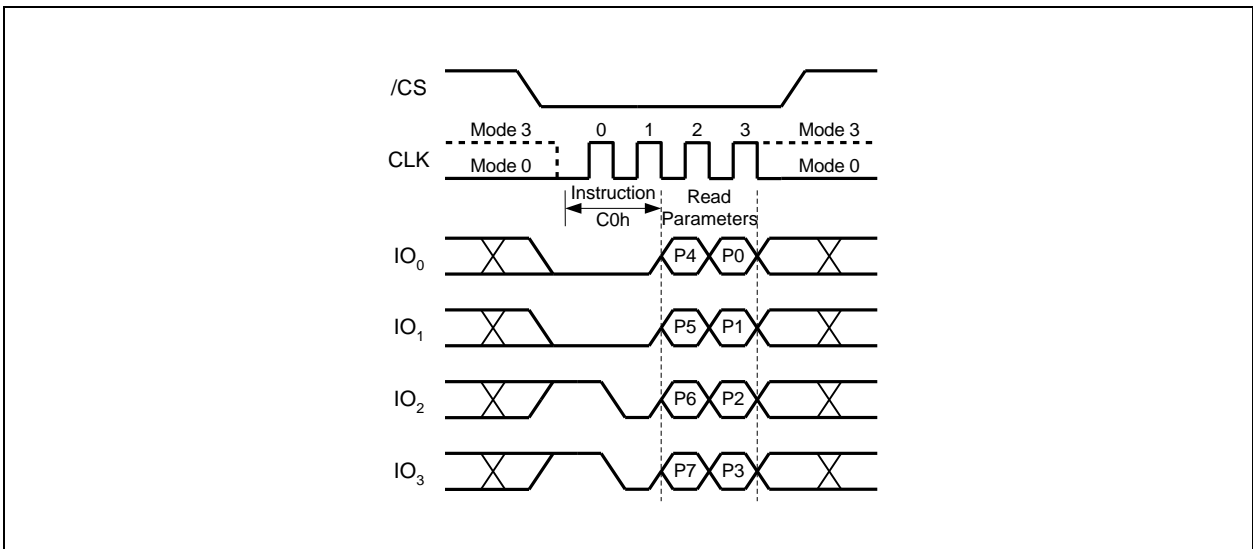 /CS
Mode 3 0 1 2 3 Mode 3
CLK
Mode 0 Mode 0
Instruction Read
C0h Parameters
IO0 P4 P0
IO1 P5 P1
IO2 P6 P2
IO3 P7 P3